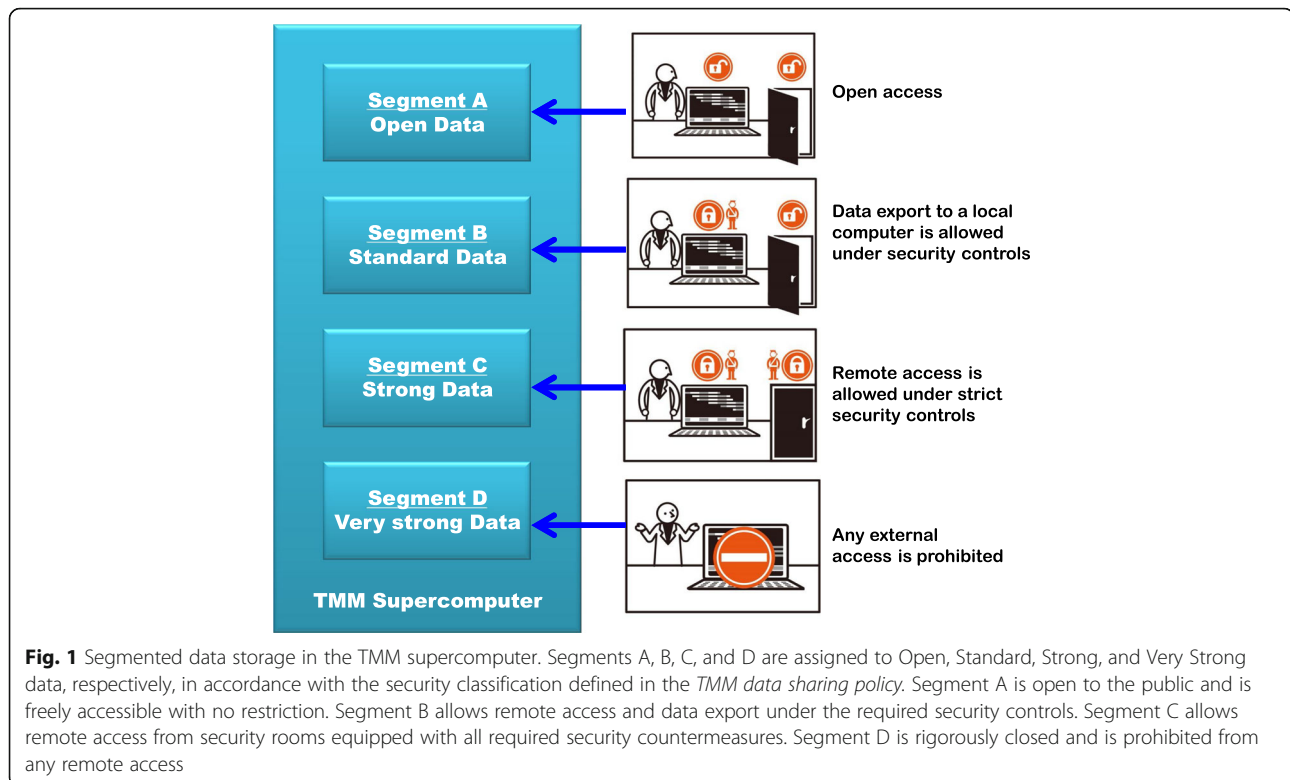 Segment A
Open Data
Open access
Segment B
Standard Data
Data export to a local
computer is allowed
under security controls
Segment C
Strong Data
Remote access is
allowed under strict
security controls
Segment D
Very strong Data
Any external
access is prohibited
TMM Supercomputer
Fig. 1 Segmented data storage in the TMM supercomputer. Segments A, B, C, and D are assigned to Open, Standard, Strong, and Very Strong
data, respectively, in accordance with the security classification defined in the TMM data sharing policy. Segment A is open to the public and is
freely accessible with no restriction. Segment B allows remote access and data export under the required security controls. Segment C allows
remote access from security rooms equipped with all required security countermeasures. Segment D is rigorously closed and is prohibited from
any remote access